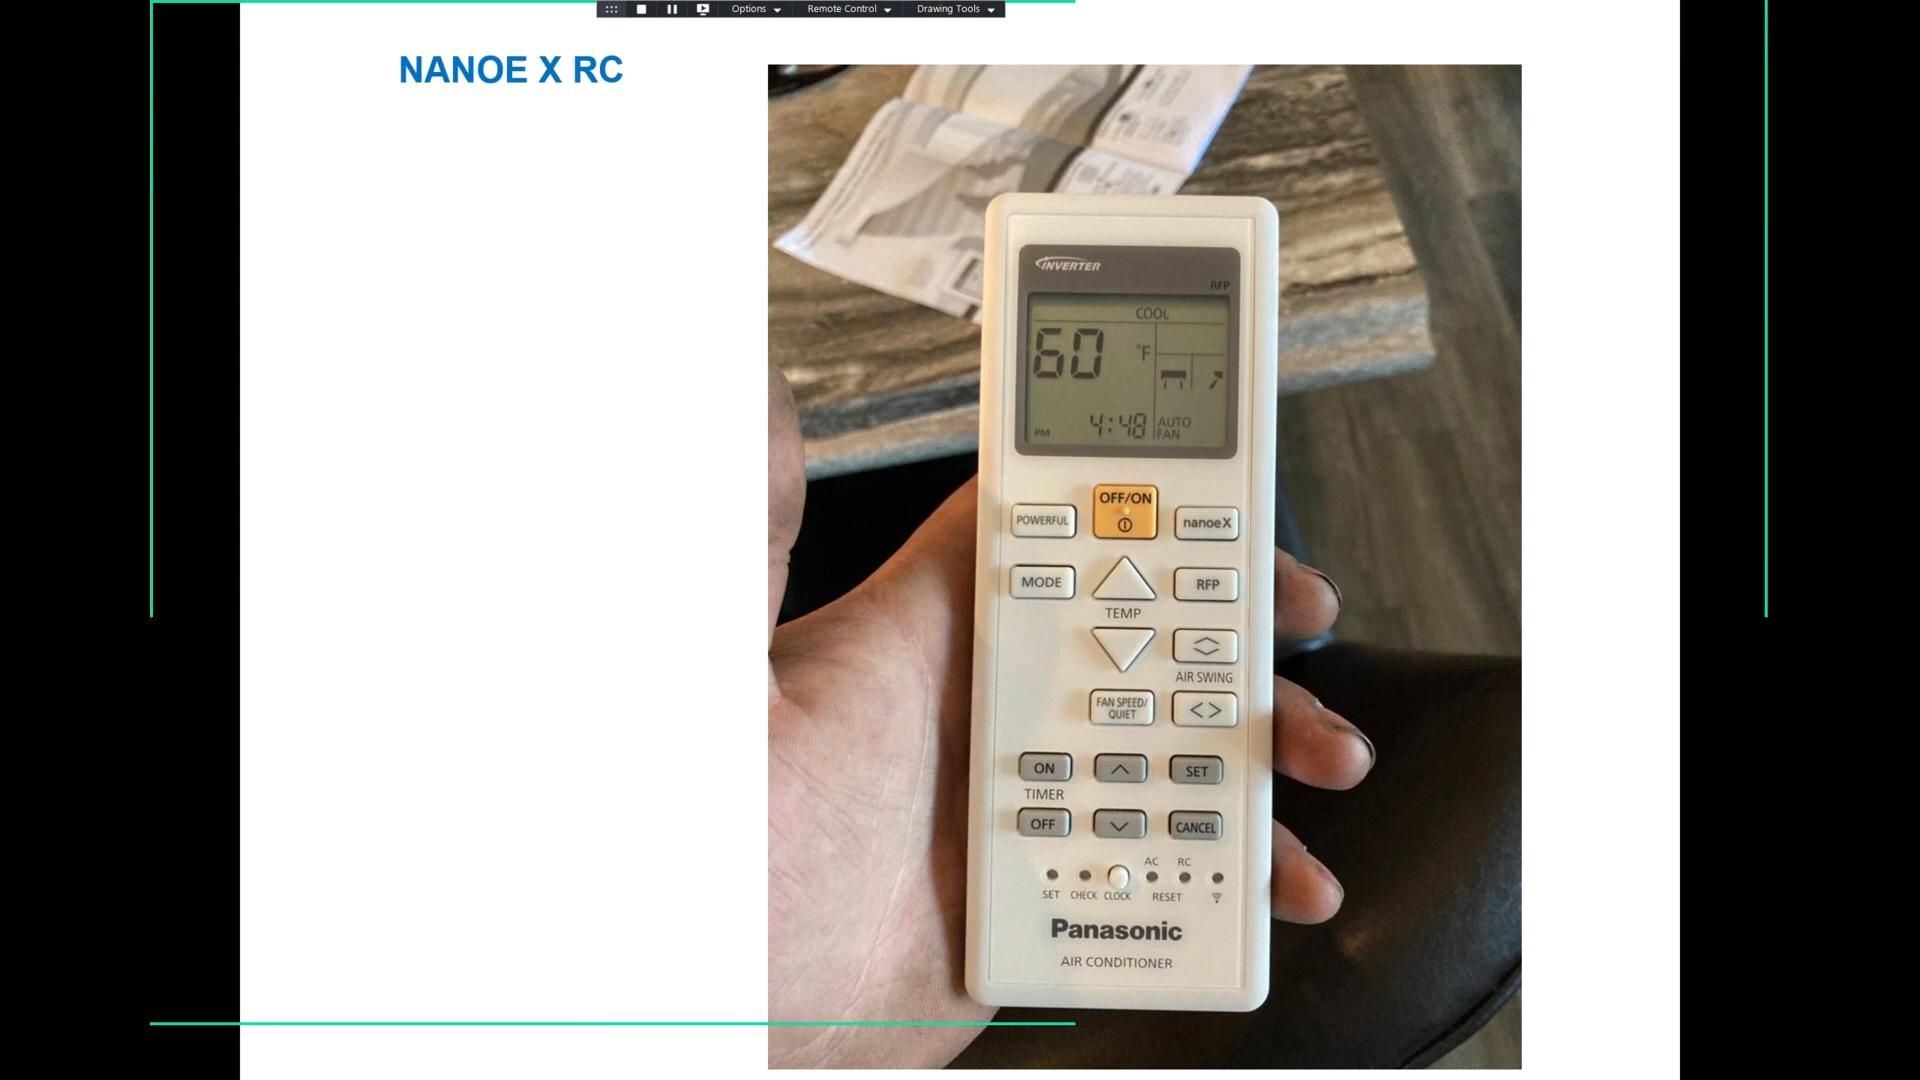 Options
Remote Control
Drawing Tools
NANOE X RC
INVERTER
RFP
COOL
60 °F
PM 4:48 AUTO FAN
OFF/ON
POWERFUL
nanoeX
MODE
RFP
TEMP
AIR SWING
FAN SPEED/
QUIET
ON
SET
TIMER
OFF
CANCEL
AC RC
SET CHECK CLOCK RESET
Panasonic
AIR CONDITIONER